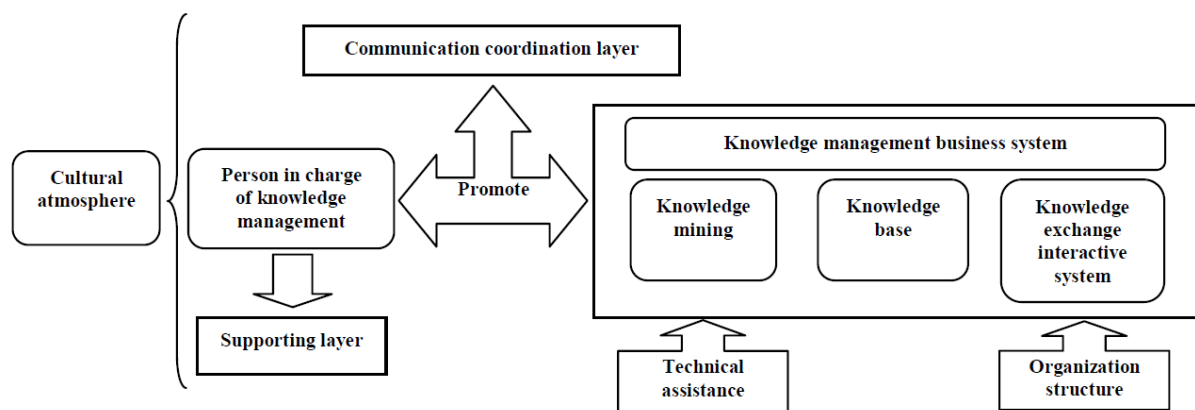 Communication coordination layer
Cultural
atmosphere
Person in charge
of knowledge
management
Promote
Knowledge management business system
Knowledge
mining
Knowledge
base
Knowledge
exchange
interactive
system
Supporting layer
Technical
assistance
Organization
structure